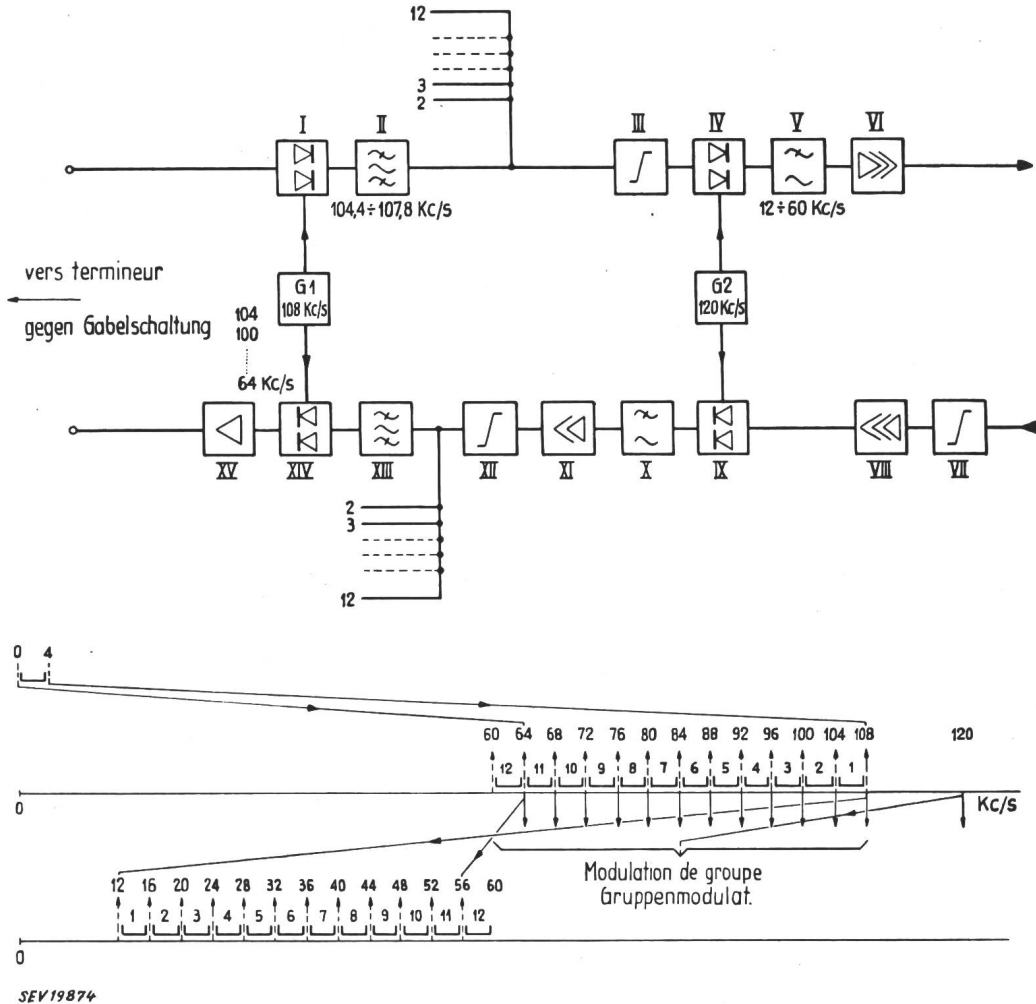 12
3
2
I II III IV V VI
104,4÷107,8 Kc/s
12÷60 Kc/s
vers termineur
gegen Gabelschaltung
G1
108 Kc/s
G2
120 Kc/s
104
100
64 Kc/s
XV XIV XIII XII XI X IX VIII VII
2
3
12
0 4
60 64 68 72 76 80 84 88 92 96 100 104 108 120
12 11 10 9 8 7 6 5 4 3 2 1
0 Kc/s
Modulation de groupe
Gruppenmodulat.
12 16 20 24 28 32 36 40 44 48 52 56 60
1 2 3 4 5 6 7 8 9 10 11 12
0
SEV19874